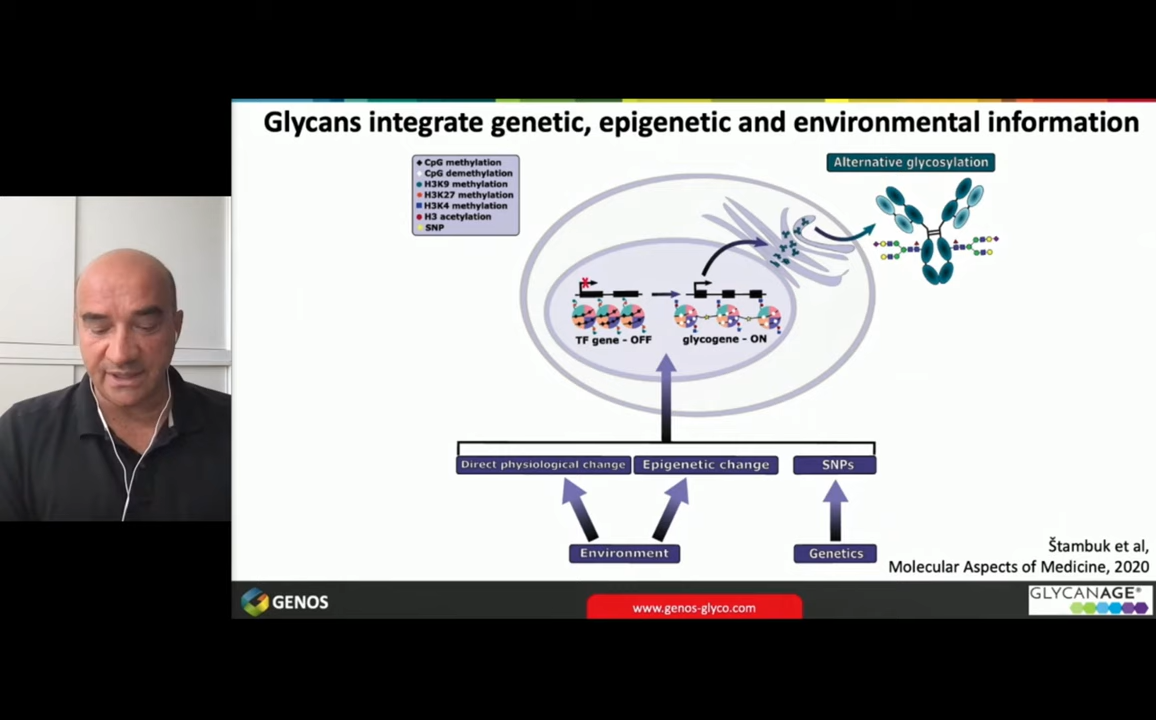 Glycans integrate genetic, epigenetic and environmental information
CpG methylation
CpG demethylation
H3K9 methylation
H3K27 methylation
H3K4 methylation
H3 acetylation
SNP
Alternative glycosylation
TF gene - OFF
glycogene - ON
Direct physiological change
Epigenetic change
SNPs
Environment
Genetics
Štambuk et al,
Molecular Aspects of Medicine, 2020
GENOS
www.genos-glyco.com
GLYCANAGE®